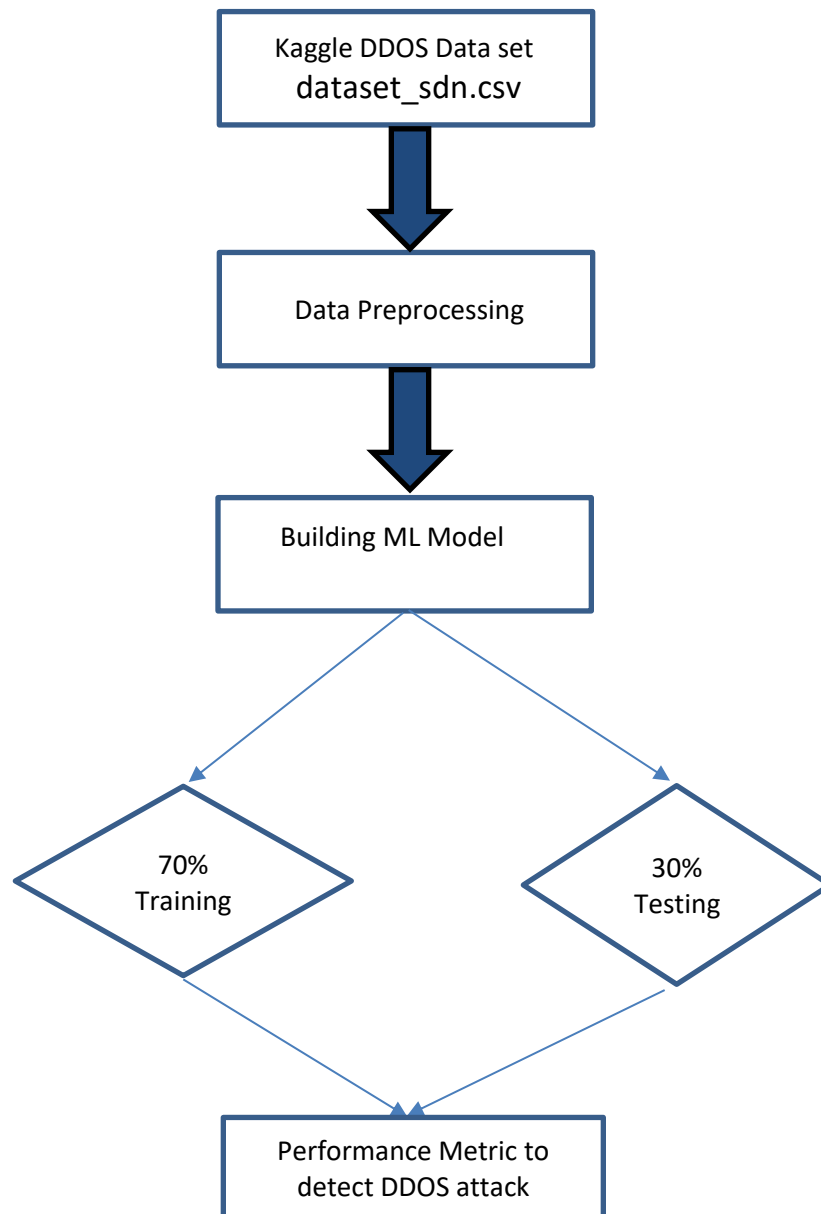 Kaggle DDOS Data set
dataset_sdn.csv
Data Preprocessing
Building ML Model
70%
Training
30%
Testing
Performance Metric to
detect DDOS attack